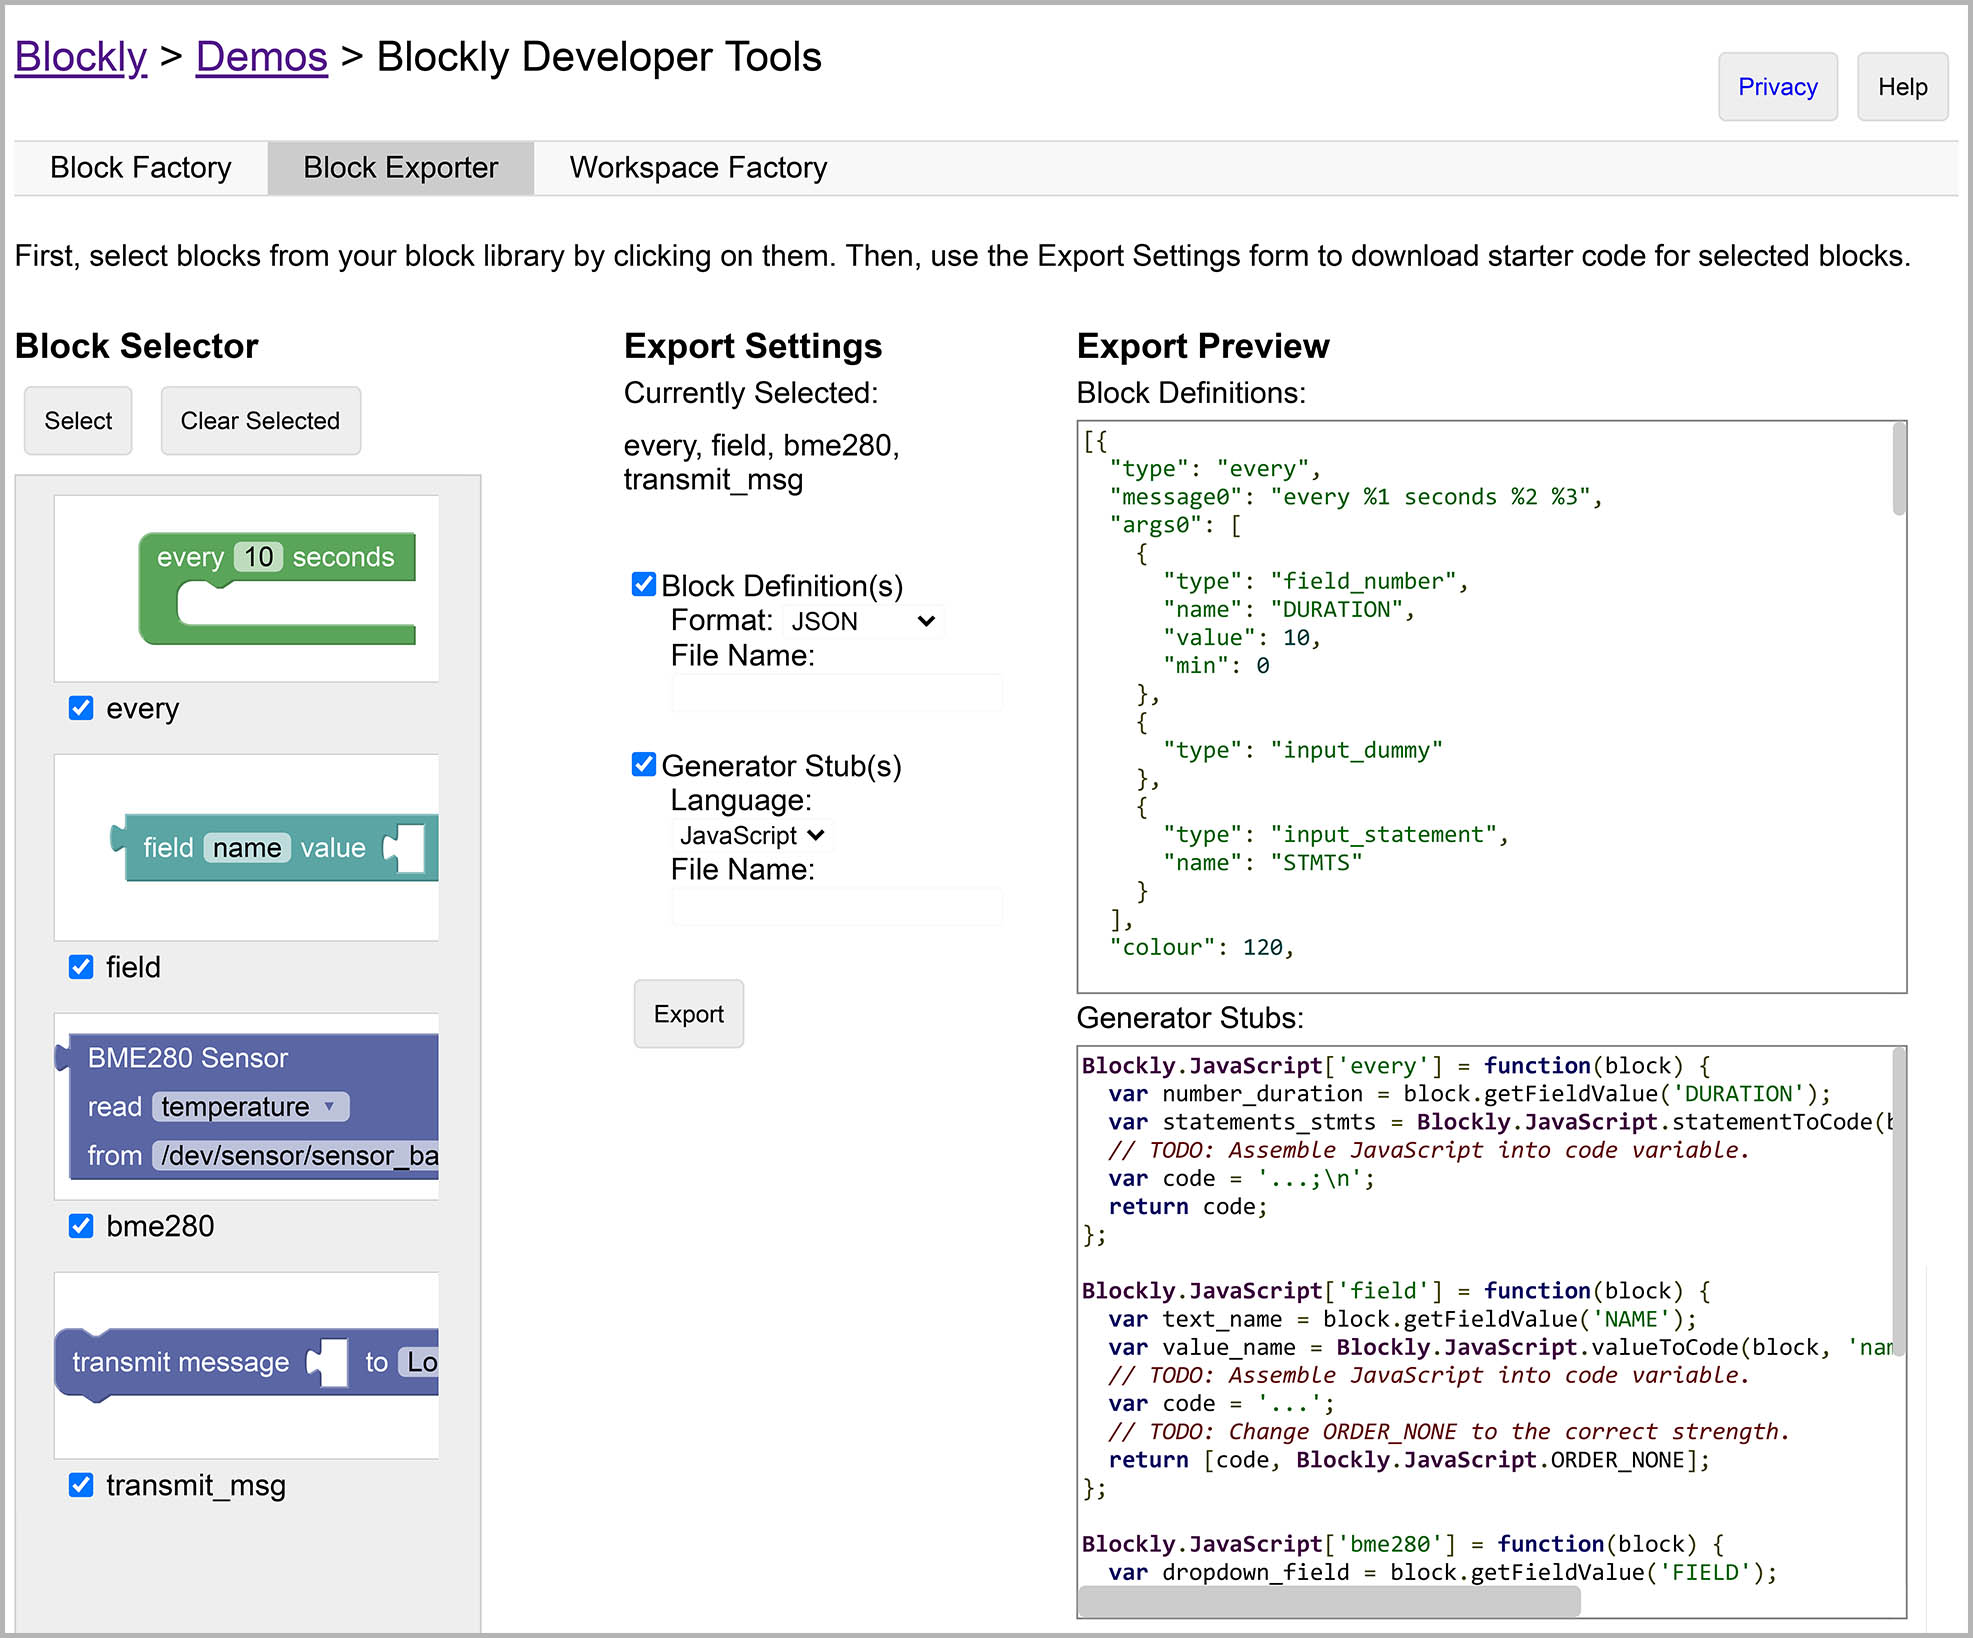 Blockly > Demos > Blockly Developer Tools
Privacy
Help
Block Factory
Block Exporter
Workspace Factory
First, select blocks from your block library by clicking on them. Then, use the Export Settings form to download starter code for selected blocks.
Block Selector
Select
Clear Selected
every 10 seconds
every
field name value
field
BME280 Sensor
read temperature
from /dev/sensor/sensor_ba
bme280
transmit message to Lo
transmit_msg
Export Settings
Currently Selected:
every, field, bme280,
transmit_msg
Block Definition(s)
Format: JSON
File Name:
Generator Stub(s)
Language:
JavaScript
File Name:
Export
Export Preview
Block Definitions:
[{
  "type": "every",
  "message0": "every %1 seconds %2 %3",
  "args0": [
    {
      "type": "field_number",
      "name": "DURATION",
      "value": 10,
      "min": 0
    },
    {
      "type": "input_dummy"
    },
    {
      "type": "input_statement",
      "name": "STMTS"
    }
  ],
  "colour": 120,
Generator Stubs:
Blockly.JavaScript['every'] = function(block) {
  var number_duration = block.getFieldValue('DURATION');
  var statements_stmts = Blockly.JavaScript.statementToCode(b
  // TODO: Assemble JavaScript into code variable.
  var code = '...;\n';
  return code;
};
Blockly.JavaScript['field'] = function(block) {
  var text_name = block.getFieldValue('NAME');
  var value_name = Blockly.JavaScript.valueToCode(block, 'nam
  // TODO: Assemble JavaScript into code variable.
  var code = '...';
  // TODO: Change ORDER_NONE to the correct strength.
  return [code, Blockly.JavaScript.ORDER_NONE];
};
Blockly.JavaScript['bme280'] = function(block) {
  var dropdown_field = block.getFieldValue('FIELD');